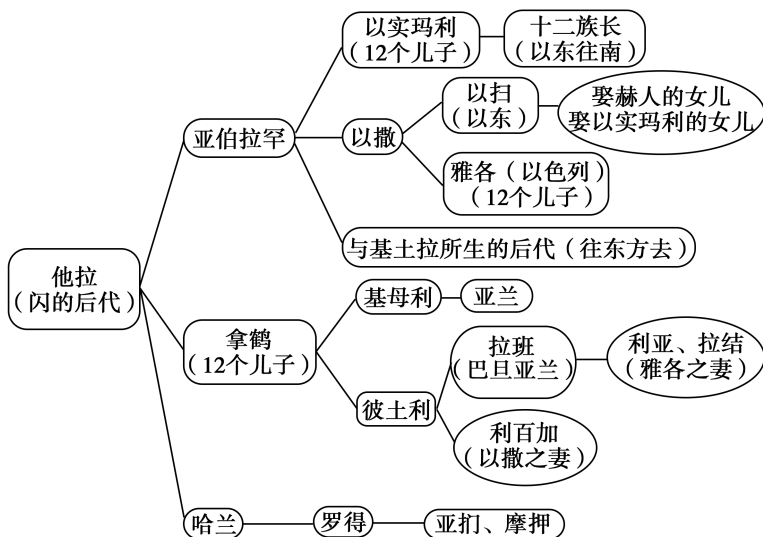 以实玛利
（12个儿子）
十二族长
（以东往南）
以扫
（以东）
娶赫人的女儿
娶以实玛利的女儿
亚伯拉罕
以撒
雅各（以色列）
（12个儿子）
与基土拉所生的后代（往东方去）
他拉
（闪的后代）
基母利
亚兰
拿鹤
（12个儿子）
拉班
（巴旦亚兰）
利亚、拉结
（雅各之妻）
彼土利
利百加
（以撒之妻）
哈兰
罗得
亚扪、摩押